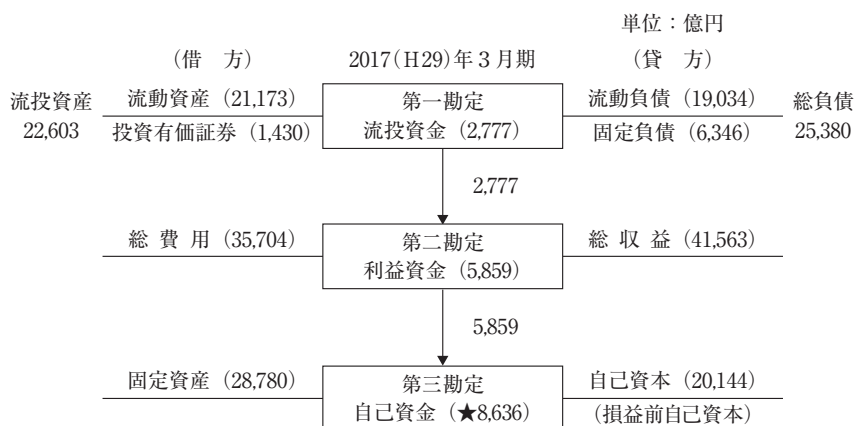 単位：億円
（借　方） 2017（H29）年3月期 （貸　方）
流投資産 流動資産（21,173） 第一勘定 流動負債（19,034） 総負債
22,603 投資有価証券（1,430） 流投資金（2,777） 固定負債（6,346） 25,380
2,777
総 費 用（35,704） 第二勘定 総 収 益（41,563）
利益資金（5,859）
5,859
固定資産（28,780） 第三勘定 自己資本（20,144）
自己資金（★8,636） （損益前自己資本）